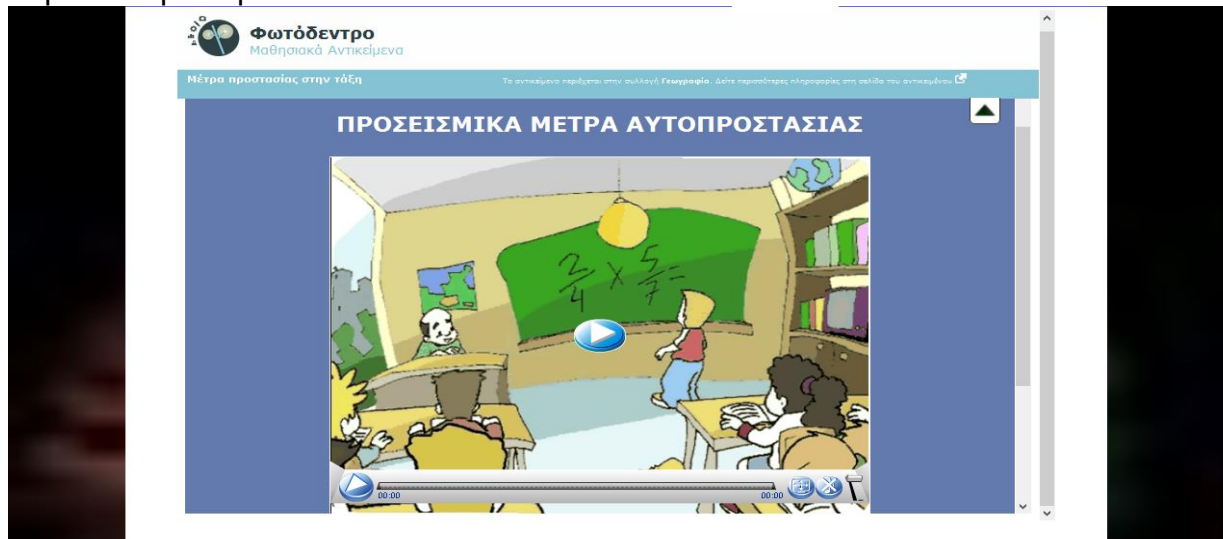 Φωτόδεντρο
Μαθησιακά Αντικείμενα
Μέτρα προστασίας στην τάξη
Το αντικείμενο περιέχεται στην συλλογή Γεωγραφία. Δείτε περισσότερες πληροφορίες στη σελίδα του αντικειμένου
ΠΡΟΣΕΙΣΜΙΚΑ ΜΕΤΡΑ ΑΥΤΟΠΡΟΣΤΑΣΙΑΣ
2/4 x 5/7 =
00:00 00:00